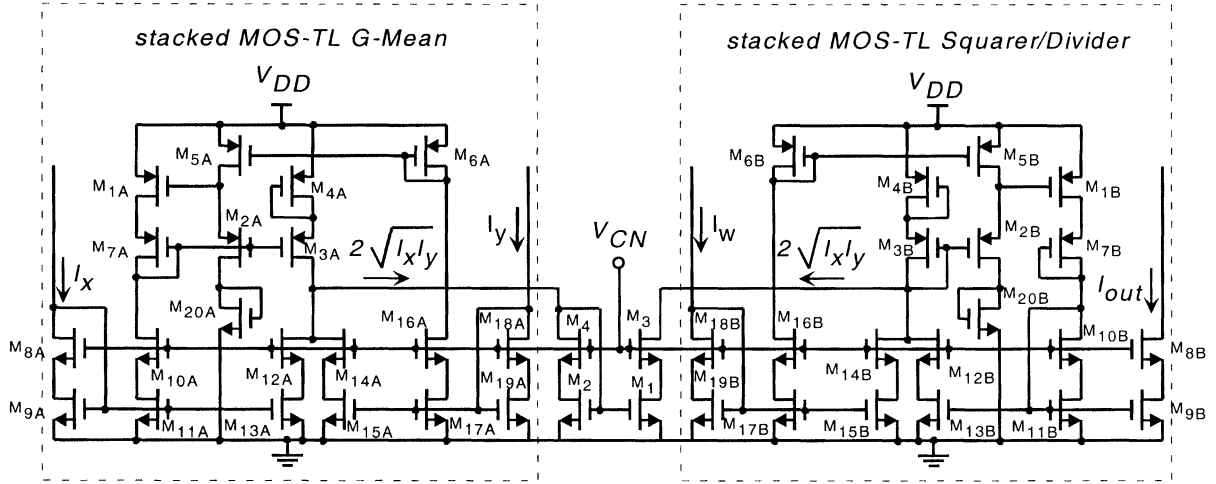 stacked MOS-TL G-Mean
stacked MOS-TL Squarer/Divider
VDD
VDD
M5A
M6A
M6B
M5B
M1A
M4A
M4B
M1B
M2A
M2B
M7A
M3A
2√IxIy
Iy
VCN
Iw
2√IxIy
M3B
M7B
Ix
M20A
M20B
Iout
M16A
M18A
M4
M3
M18B
M16B
M10B
M8A
M8B
M10A
M12A
M14A
M19A
M2
M1
M19B
M14B
M12B
M9A
M9B
M11A
M13A
M15A
M17A
M17B
M15B
M13B
M11B